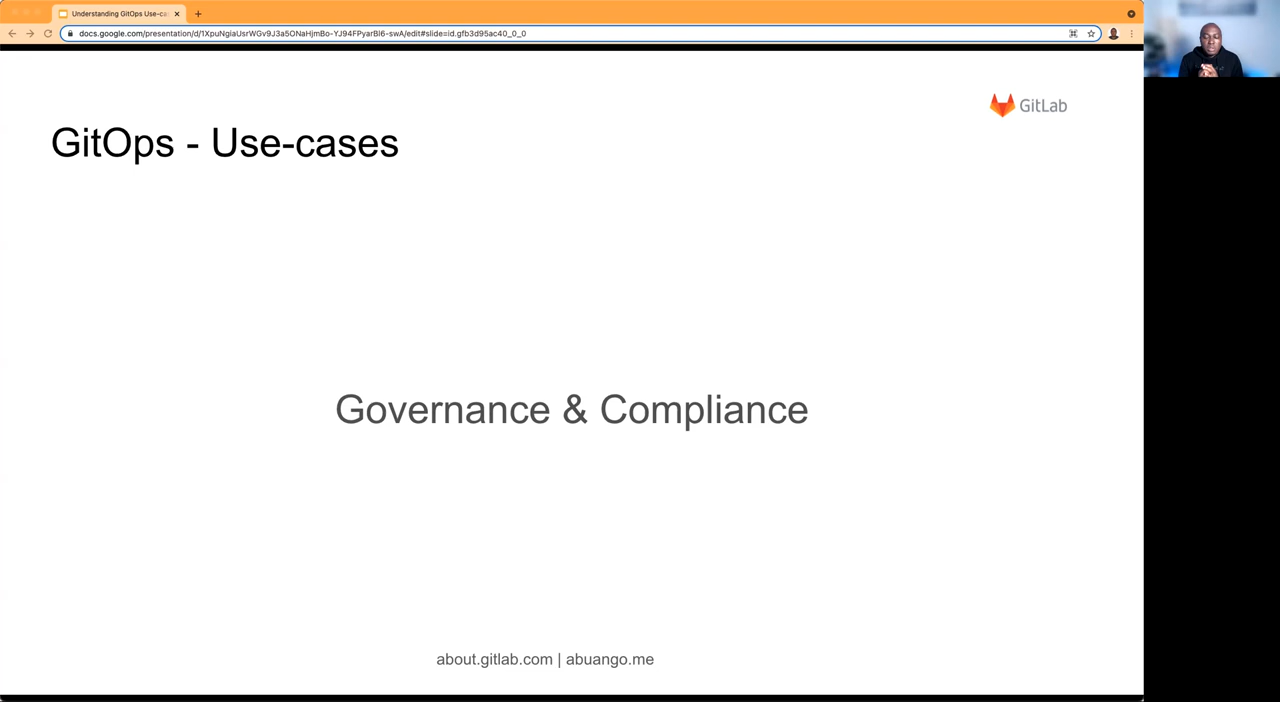 Understanding GitOps Use-ca
docs.google.com/presentation/d/1XpuNgiaUsrWGv9J3a5ONaHjmBo-YJ94FPyarBl6-swA/edit#slide=id.gfb3d95ac40_0_0
GitLab
GitOps - Use-cases
Governance & Compliance
about.gitlab.com | abuango.me